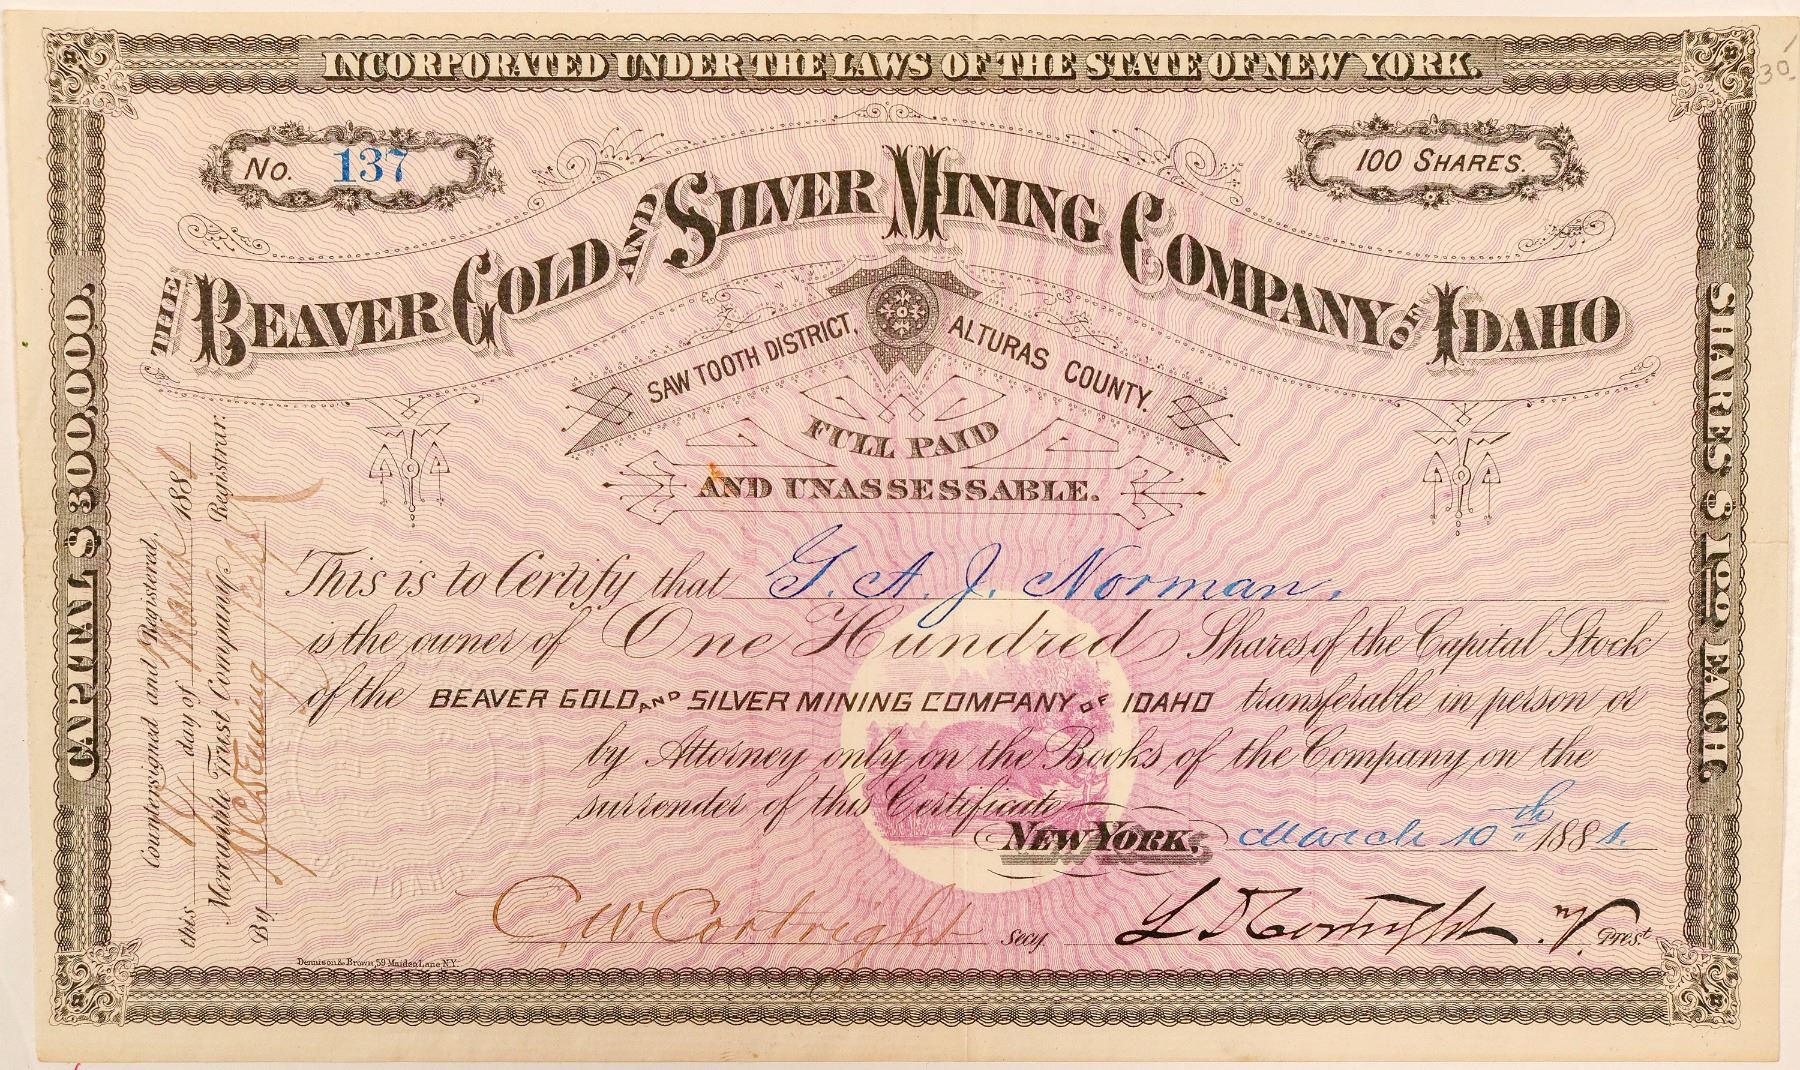 INCORPORATED UNDER THE LAWS OF THE STATE OF NEW YORK.
30.
No. 137
100 SHARES.
THE BEAVER GOLD AND SILVER MINING COMPANY OF IDAHO
SAW TOOTH DISTRICT, ALTURAS COUNTY.
FULL PAID
AND UNASSESSABLE.
CAPITAL $300,000.
SHARES $100 EACH.
This is to Certify that G. A. J. Norman,
is the owner of One Hundred Shares of the Capital Stock
of the BEAVER GOLD AND SILVER MINING COMPANY OF IDAHO transferable in person or
by Attorney only on the Books of the Company on the
surrender of this Certificate
NEW YORK, March 10th 1881.
C W Cortright Secy.
L D Cortright V. Prest
Countersigned and Registered,
this day of March 1881
Mercantile Trust Company Registrar.
By
IDAHO
Dennison & Brown, 59 Maiden Lane N.Y.